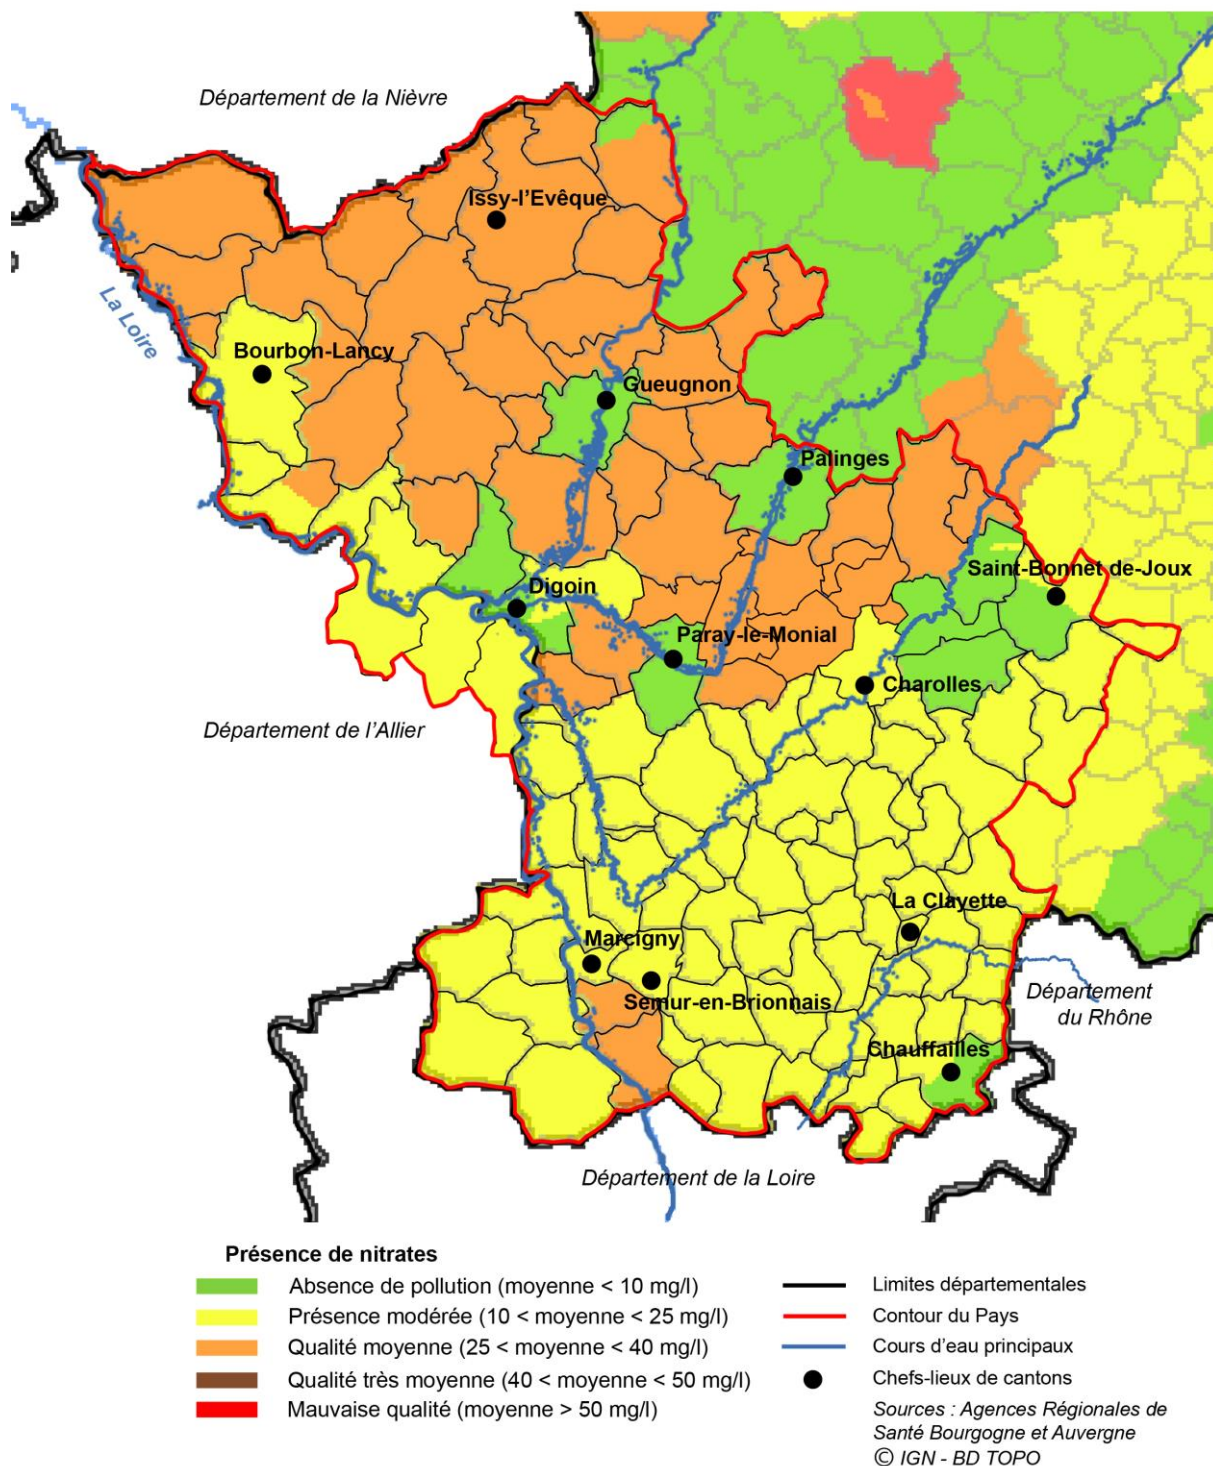 Département de la Nièvre
Issy-l'Evêque
La Loire
Bourbon-Lancy
Gueugnon
Palinges
Saint-Bonnet de-Joux
Digoin
Paray-le-Monial
Charolles
Département de l'Allier
La Clayette
Marcigny
Semur-en-Brionnais
Département
du Rhône
Chauffailles
Département de la Loire
Présence de nitrates
Absence de pollution (moyenne < 10 mg/l)
Présence modérée (10 < moyenne < 25 mg/l)
Qualité moyenne (25 < moyenne < 40 mg/l)
Qualité très moyenne (40 < moyenne < 50 mg/l)
Mauvaise qualité (moyenne > 50 mg/l)
Limites départementales
Contour du Pays
Cours d'eau principaux
Chefs-lieux de cantons
Sources : Agences Régionales de
Santé Bourgogne et Auvergne
© IGN - BD TOPO